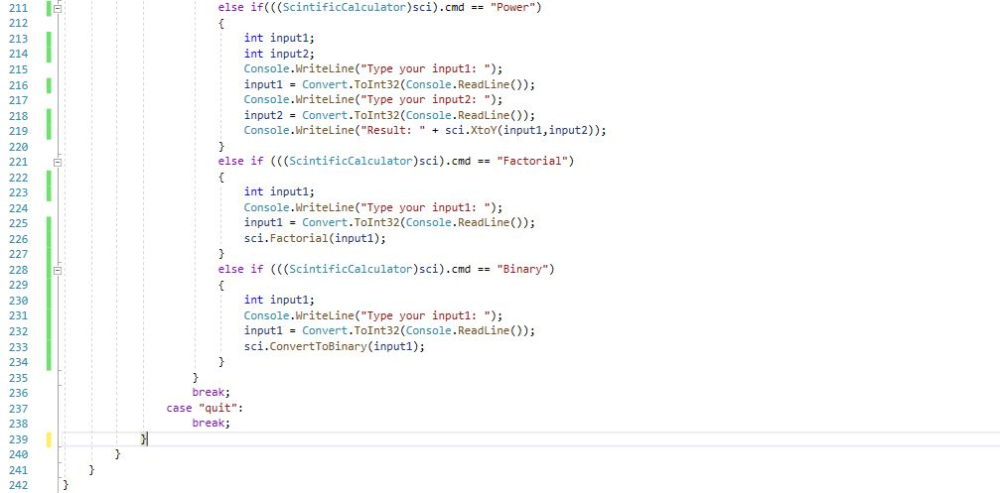 211 else if(((ScintificCalculator)sci).cmd == "Power")
212 {
213 int input1;
214 int input2;
215 Console.WriteLine("Type your input1: ");
216 input1 = Convert.ToInt32(Console.ReadLine());
217 Console.WriteLine("Type your input2: ");
218 input2 = Convert.ToInt32(Console.ReadLine());
219 Console.WriteLine("Result: " + sci.XtoY(input1,input2));
220 }
221 else if (((ScintificCalculator)sci).cmd == "Factorial")
222 {
223 int input1;
224 Console.WriteLine("Type your input1: ");
225 input1 = Convert.ToInt32(Console.ReadLine());
226 sci.Factorial(input1);
227 }
228 else if (((ScintificCalculator)sci).cmd == "Binary")
229 {
230 int input1;
231 Console.WriteLine("Type your input1: ");
232 input1 = Convert.ToInt32(Console.ReadLine());
233 sci.ConvertToBinary(input1);
234 }
235 }
236 break;
237 case "quit":
238 break;
239 }
240 }
241 }
242 }